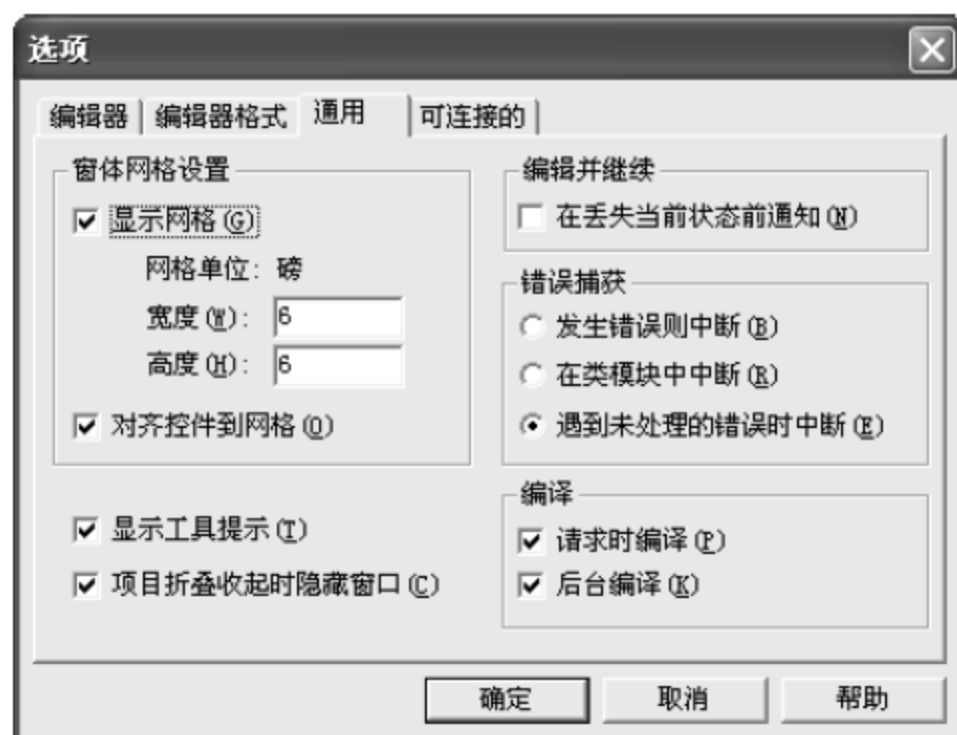 选项
编辑器 编辑器格式 通用 可连接的
窗体网格设置
显示网格(G)
网格单位: 磅
宽度(W): 6
高度(H): 6
对齐控件到网格(O)
显示工具提示(T)
项目折叠收起时隐藏窗口(C)
编辑并继续
在丢失当前状态前通知(N)
错误捕获
发生错误则中断(B)
在类模块中中断(R)
遇到未处理的错误时中断(E)
编译
请求时编译(P)
后台编译(K)
确定 取消 帮助